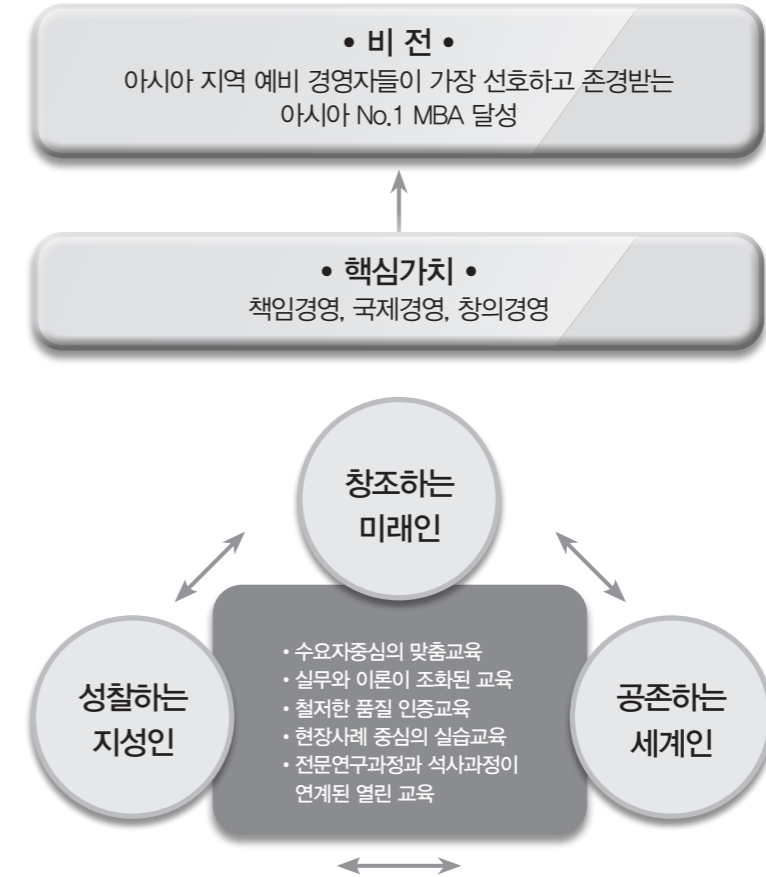 • 비 전 •
아시아 지역 예비 경영자들이 가장 선호하고 존경받는
아시아 No.1 MBA 달성
• 핵심가치 •
책임경영, 국제경영, 창의경영
창조하는
미래인
성찰하는
지성인
• 수요자중심의 맞춤교육
• 실무와 이론이 조화된 교육
• 철저한 품질 인증교육
• 현장사례 중심의 실습교육
• 전문연구과정과 석사과정이
연계된 열린 교육
공존하는
세계인